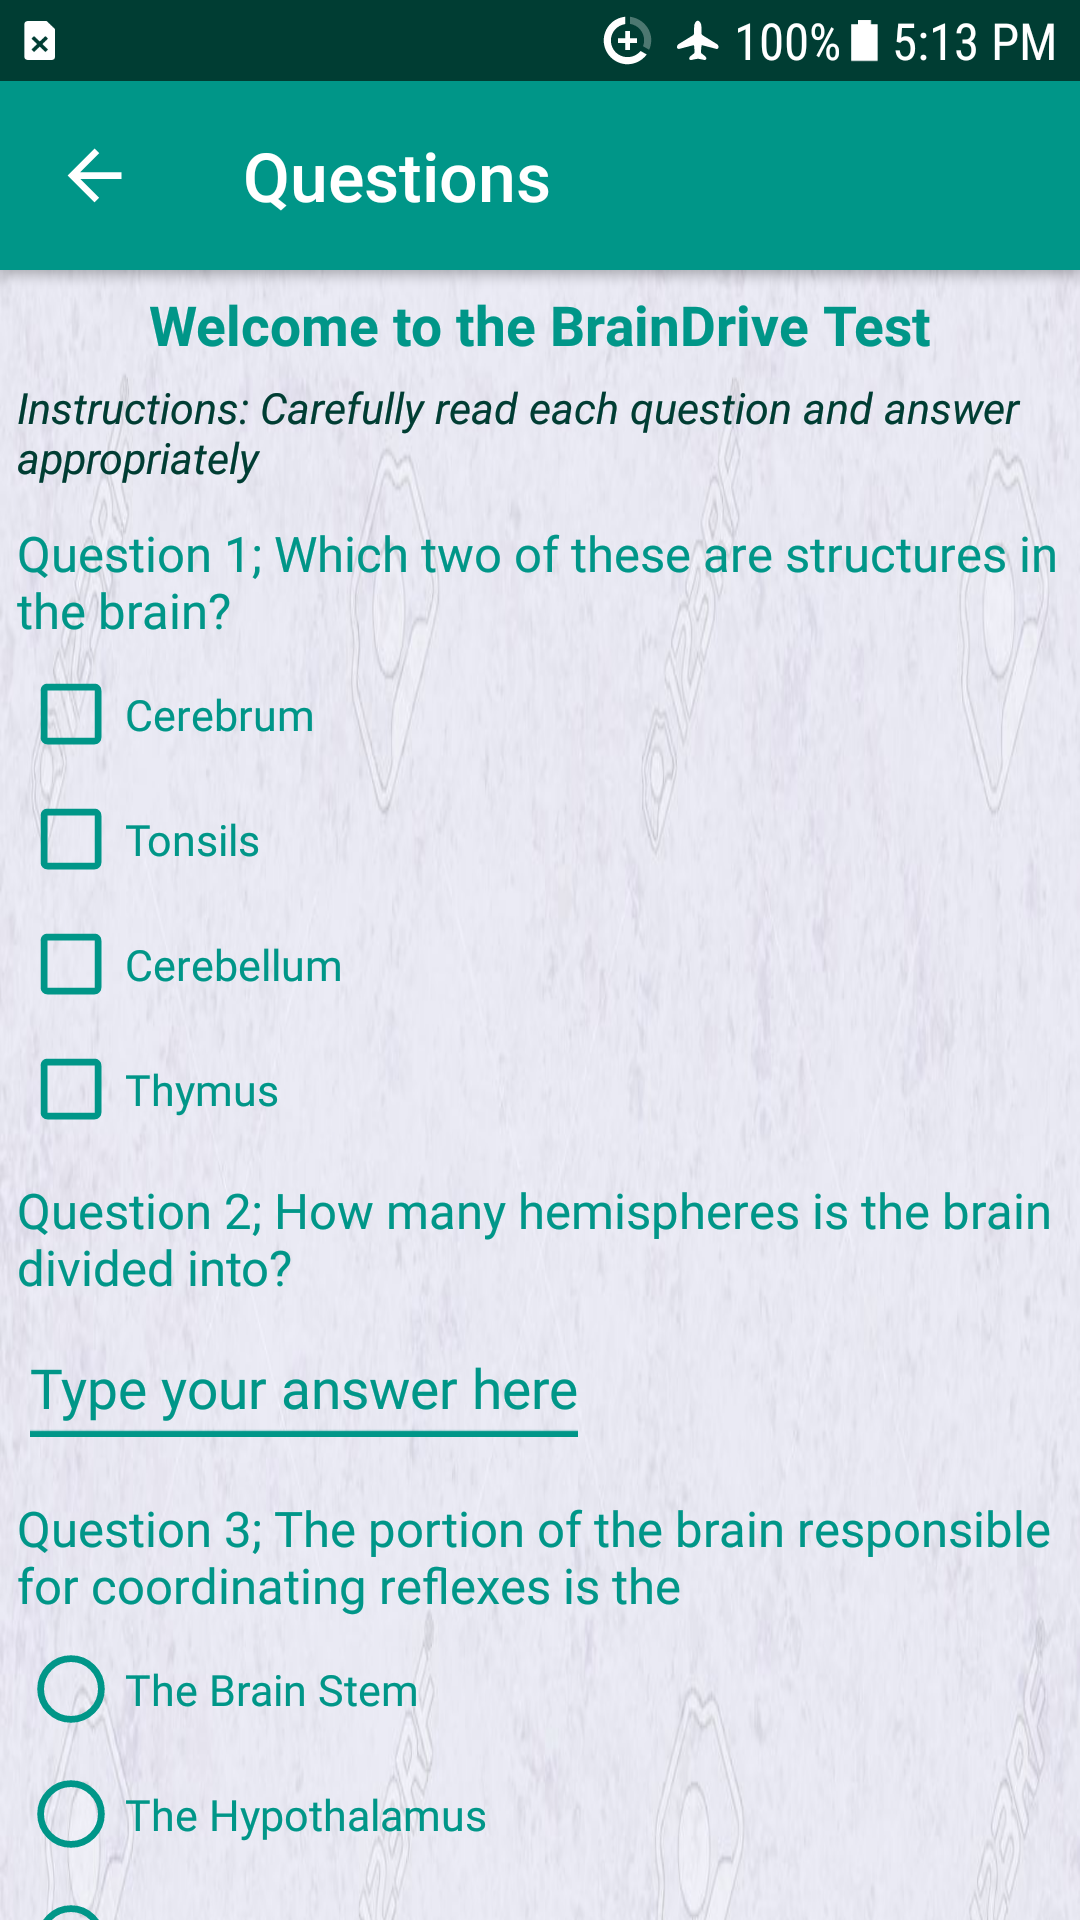 100% 5:13 PM
Questions
Welcome to the BrainDrive Test
Instructions: Carefully read each question and answer
appropriately
Question 1; Which two of these are structures in
the brain?
Cerebrum
Tonsils
Cerebellum
Thymus
Question 2; How many hemispheres is the brain
divided into?
Type your answer here
Question 3; The portion of the brain responsible
for coordinating reflexes is the
The Brain Stem
The Hypothalamus